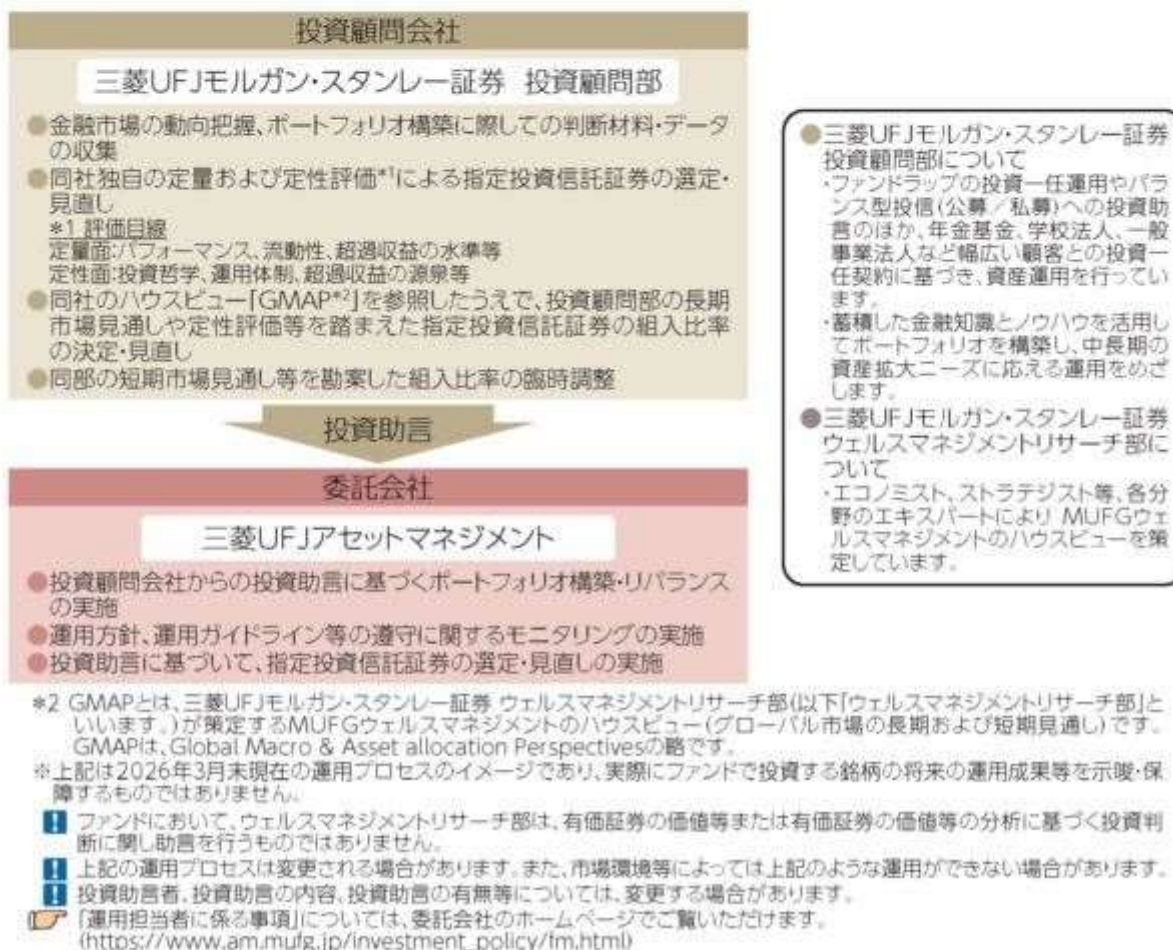 投資顧問会社
三菱UFJモルガン・スタンレー証券 投資顧問部
●金融市場の動向把握、ポートフォリオ構築に際しての判断材料・データ
の収集
●同社独自の定量および定性評価*1による指定投資信託証券の選定・
見直し
*1 評価目線
定量面:パフォーマンス、流動性、超過収益の水準等
定性面:投資哲学、運用体制、超過収益の源泉等
●同社のハウスビュー「GMAP*2」を参照したうえで、投資顧問部の長期
市場見通しや定性評価等を踏まえた指定投資信託証券の組入比率
の決定・見直し
●同部の短期市場見通し等を勘案した組入比率の臨時調整
投資助言
委託会社
三菱UFJアセットマネジメント
●投資顧問会社からの投資助言に基づくポートフォリオ構築・リバランス
の実施
●運用方針、運用ガイドライン等の遵守に関するモニタリングの実施
●投資助言に基づいて、指定投資信託証券の選定・見直しの実施
●三菱UFJモルガン・スタンレー証券
投資顧問部について
・ファンドラップの投資一任運用やバラ
ンス型投信(公募/私募)への投資助
言のほか、年金基金、学校法人、一般
事業法人など幅広い顧客との投資一
任契約に基づき、資産運用を行ってい
ます。
・蓄積した金融知識とノウハウを活用し
てポートフォリオを構築し、中長期の
資産拡大ニーズに応える運用をめざ
します。
●三菱UFJモルガン・スタンレー証券
ウェルスマネジメントリサーチ部に
ついて
・エコノミスト、ストラテジスト等、各分
野のエキスパートにより MUFGウェ
ルスマネジメントのハウスビューを策
定しています。
*2 GMAPとは、三菱UFJモルガン・スタンレー証券 ウェルスマネジメントリサーチ部(以下「ウェルスマネジメントリサーチ部」と
いいます。)が策定するMUFGウェルスマネジメントのハウスビュー(グローバル市場の長期および短期見通し)です。
GMAPは、Global Macro & Asset allocation Perspectivesの略です。
※上記は2026年3月末現在の運用プロセスのイメージであり、実際にファンドで投資する銘柄の将来の運用成果等を示唆・保
障するものではありません。
! ファンドにおいて、ウェルスマネジメントリサーチ部は、有価証券の価値等または有価証券の価値等の分析に基づく投資判
断に関し助言を行うものではありません。
! 上記の運用プロセスは変更される場合があります。また、市場環境等によっては上記のような運用ができない場合があります。
! 投資助言者、投資助言の内容、投資助言の有無等については、変更する場合があります。
「運用担当者に係る事項」については、委託会社のホームページでご覧いただけます。
(https://www.am.mufg.jp/investment_policy/fm.html)